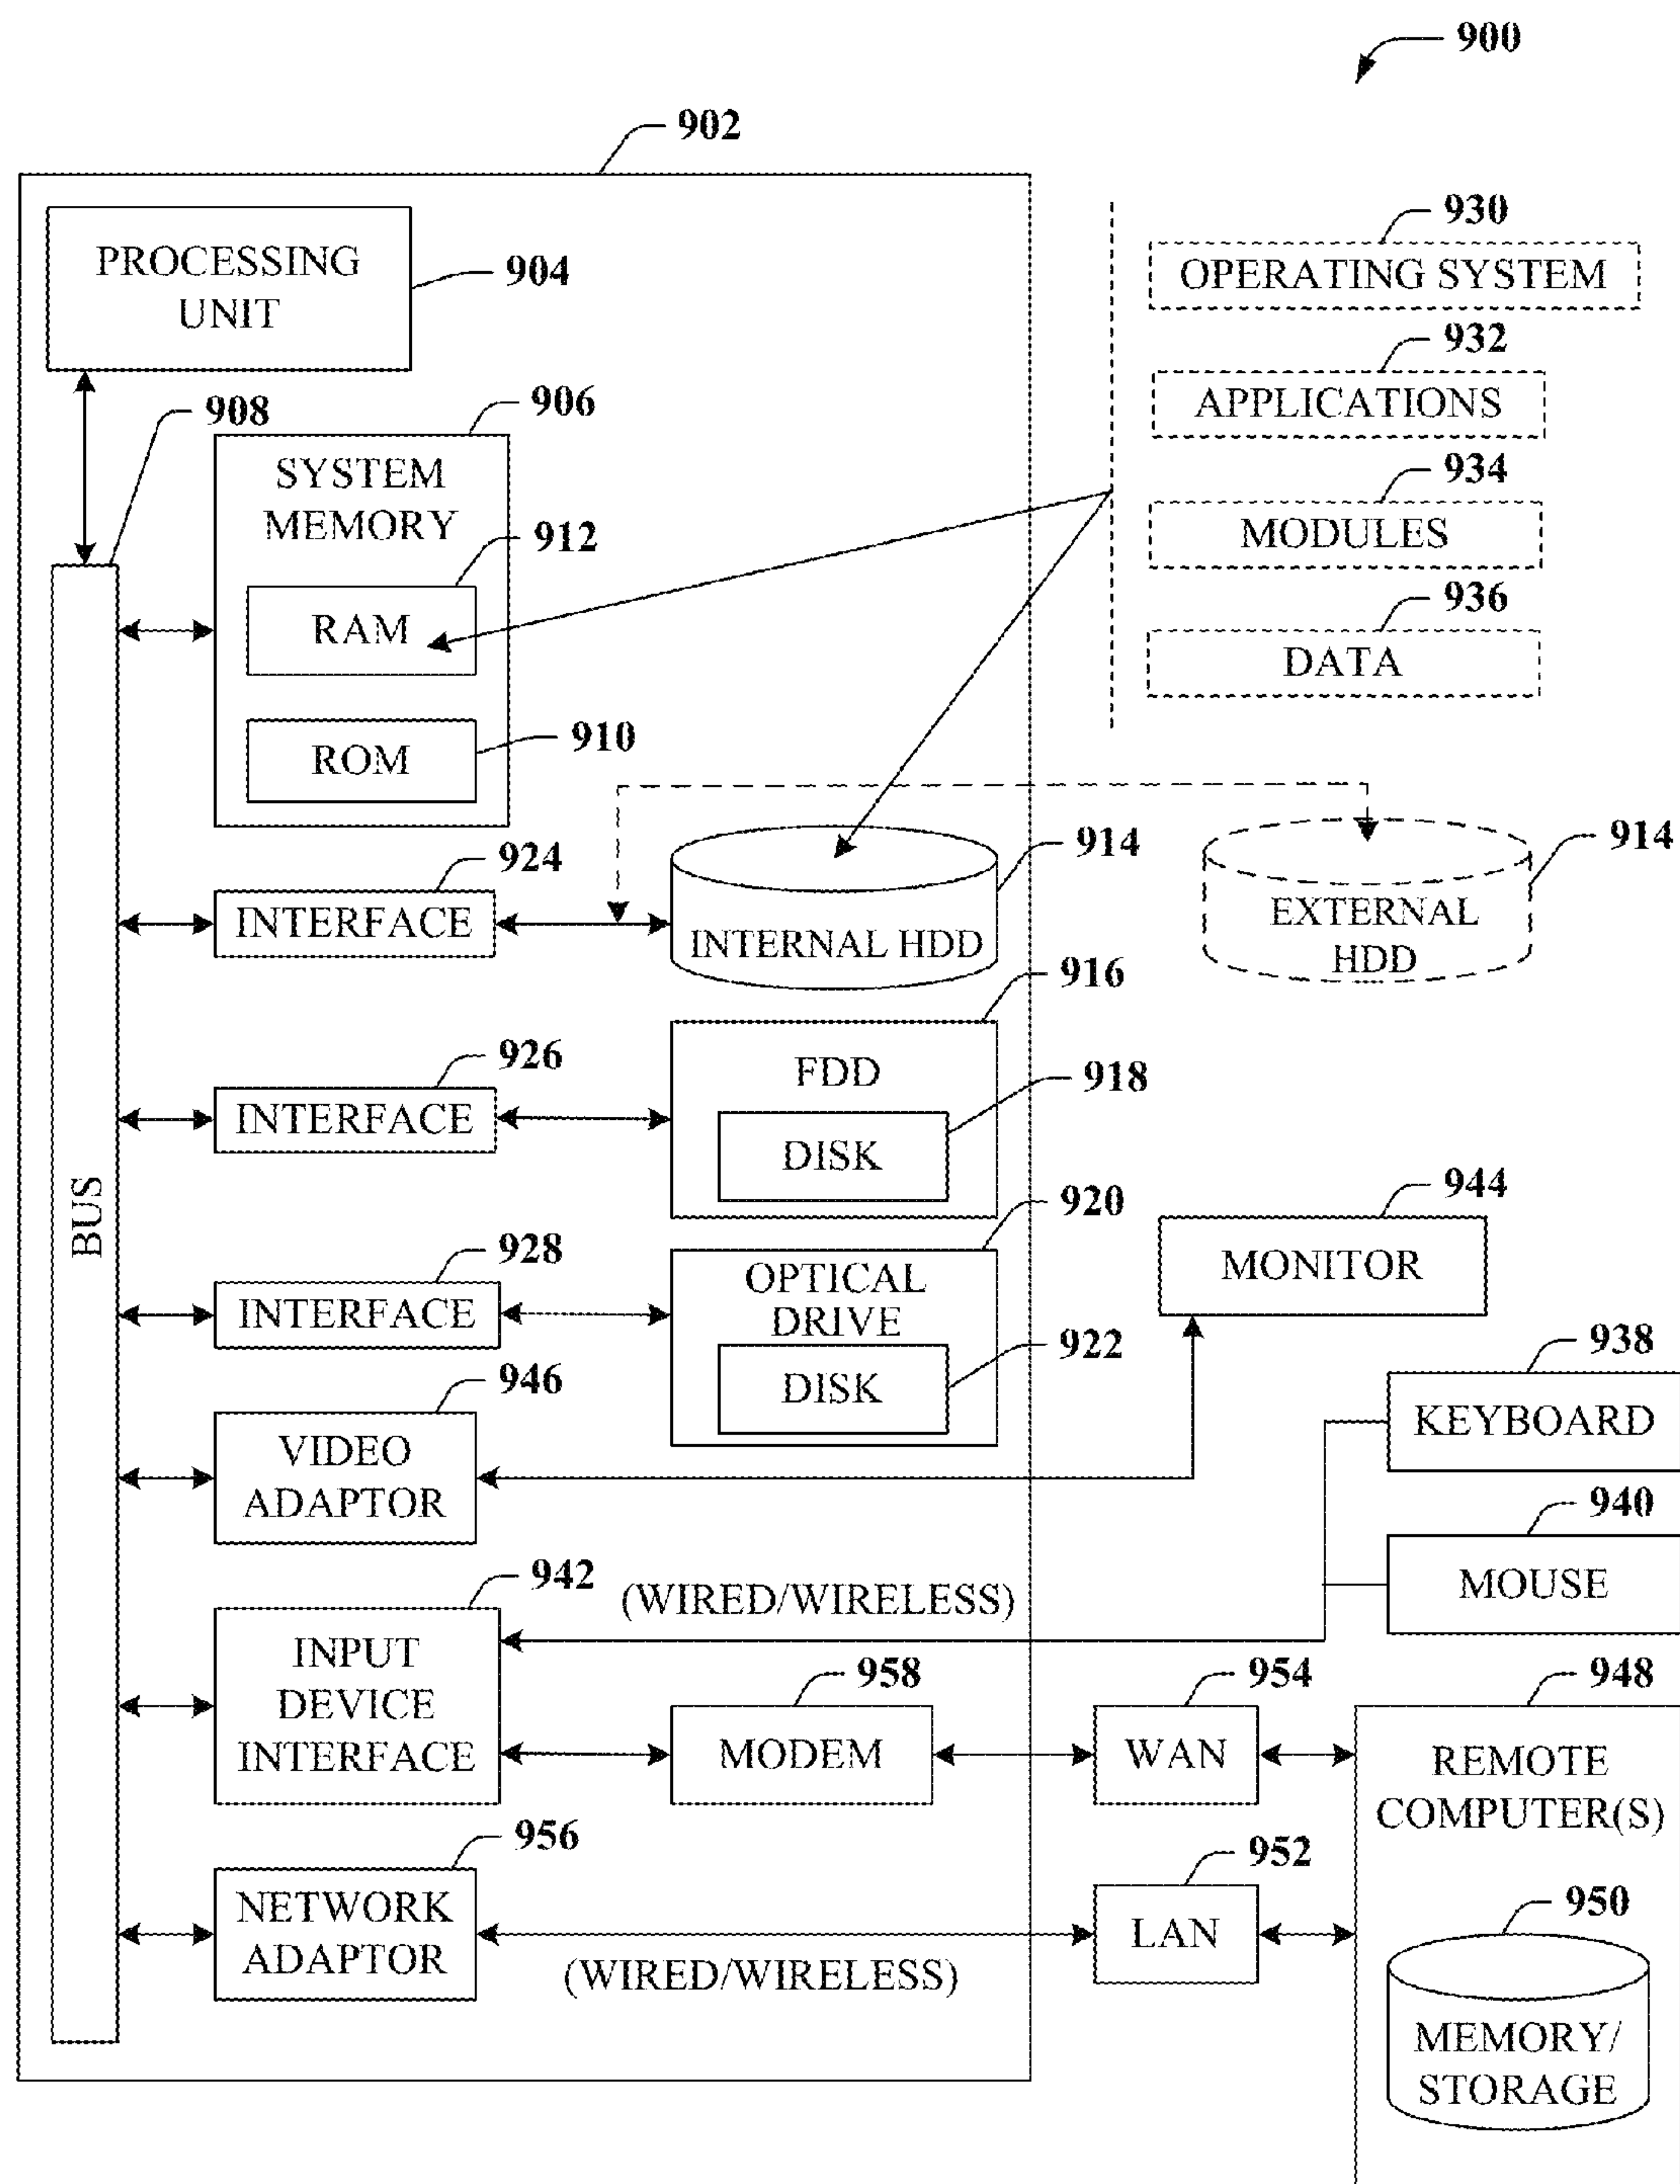 900
902
PROCESSING
UNIT
904
930
OPERATING SYSTEM
932
APPLICATIONS
934
MODULES
936
DATA
908
906
SYSTEM
MEMORY
912
RAM
910
ROM
BUS
924
INTERFACE
914
INTERNAL HDD
914
EXTERNAL
HDD
926
INTERFACE
916
FDD
918
DISK
928
INTERFACE
920
OPTICAL
DRIVE
922
DISK
944
MONITOR
946
VIDEO
ADAPTOR
938
KEYBOARD
940
MOUSE
942
INPUT
DEVICE
INTERFACE
(WIRED/WIRELESS)
958
MODEM
954
WAN
948
REMOTE
COMPUTER(S)
956
NETWORK
ADAPTOR
(WIRED/WIRELESS)
952
LAN
950
MEMORY/
STORAGE